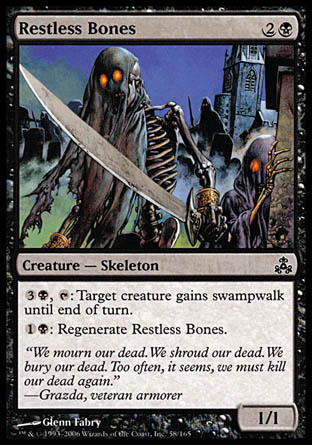 Restless Bones 2
Creature — Skeleton
3, : Target creature gains swampwalk
until end of turn.
1: Regenerate Restless Bones.
“We mourn our dead. We shroud our dead. We
bury our dead. Too often, it seems, we must kill
our dead again.”
—Grazda, veteran armorer
Glenn Fabry
™ & © 1993–2006 Wizards of the Coast, Inc. 58/165
1/1